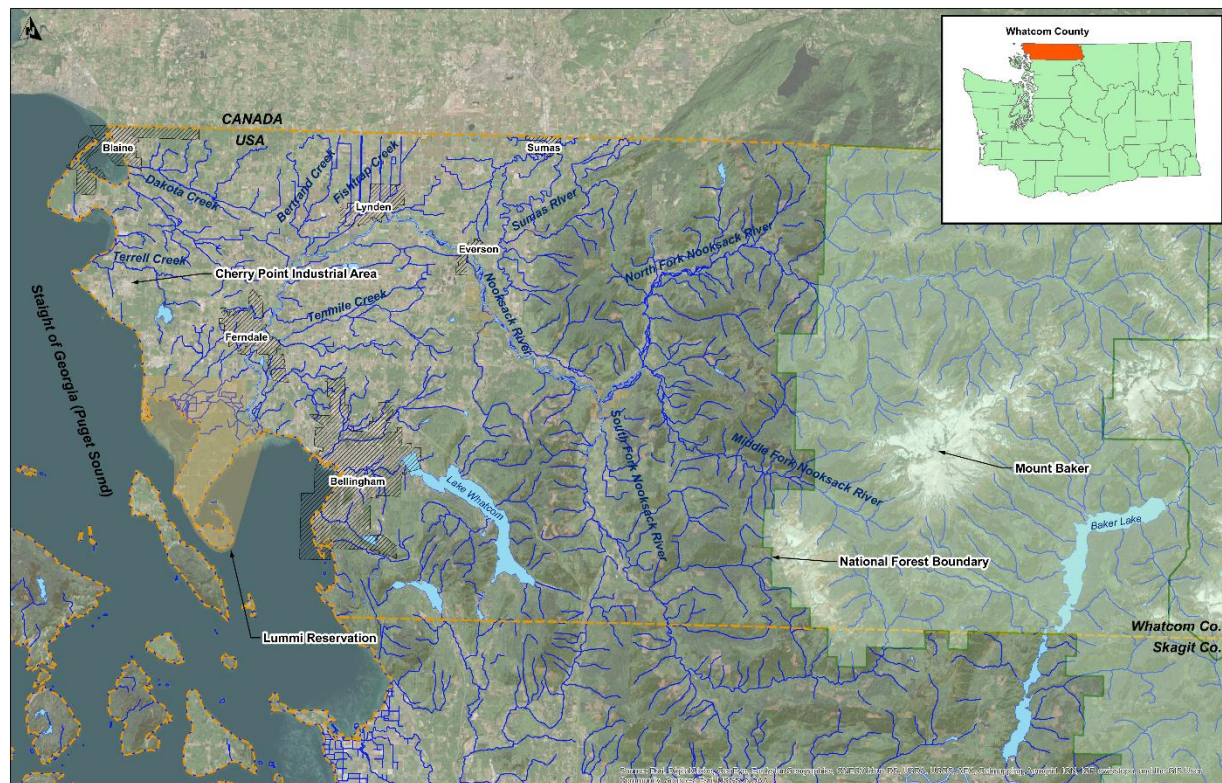 Whatcom County
CANADA
USA
Blaine
Sumas
Dakota Creek
Bertrand Creek
Fishtrap Creek
Lynden
Sumas River
Everson
North Fork Nooksack River
Terrell Creek
Cherry Point Industrial Area
Nooksack River
Tenmile Creek
Ferndale
Staight of Georgia (Puget Sound)
South Fork Nooksack River
Middle Fork Nooksack River
Mount Baker
Bellingham
Lake Whatcom
Baker Lake
National Forest Boundary
Lummi Reservation
Whatcom Co.
Skagit Co.